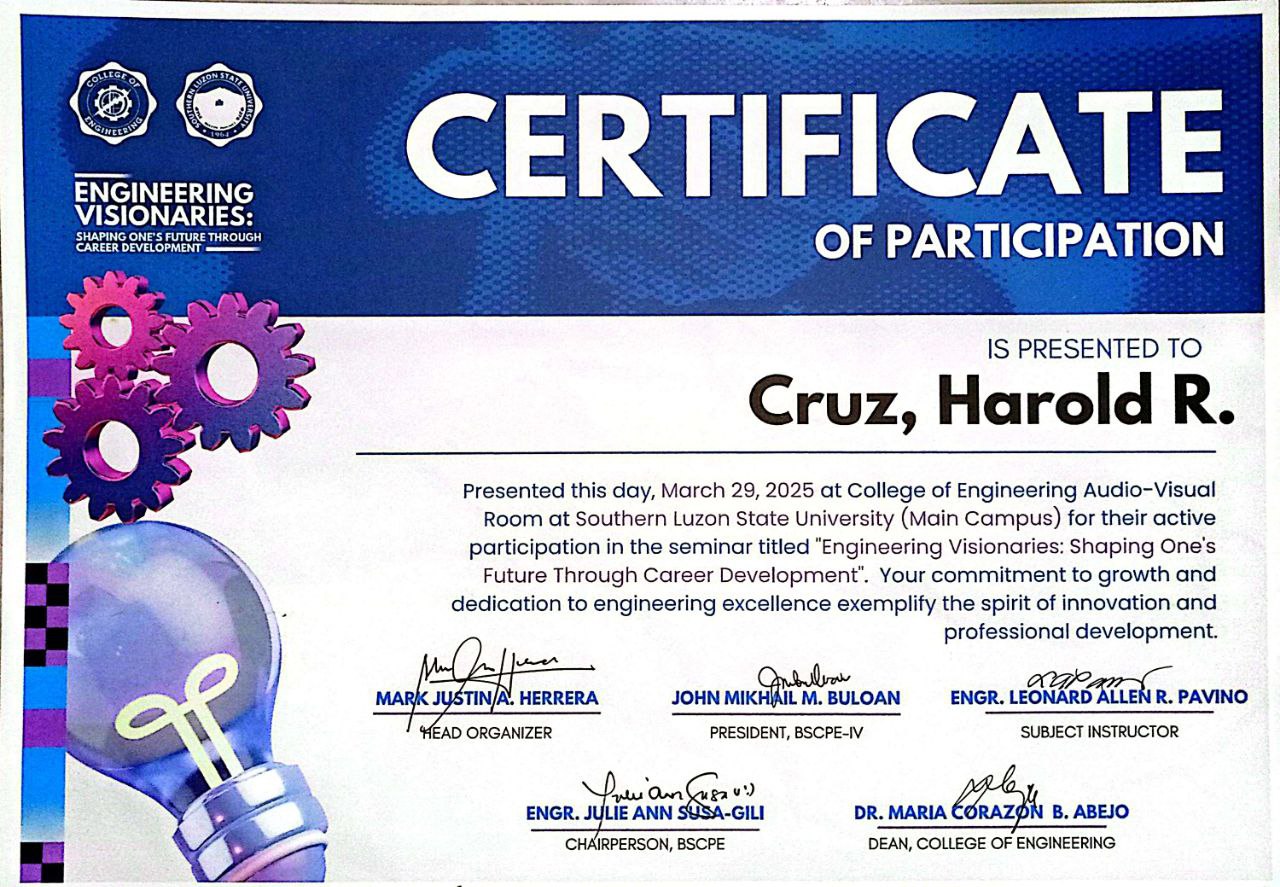 COLLEGE OF ENGINEERING
SOUTHERN LUZON STATE UNIVERSITY
1964
ENGINEERING
VISIONARIES:
SHAPING ONE'S FUTURE THROUGH
CAREER DEVELOPMENT
CERTIFICATE
OF PARTICIPATION
IS PRESENTED TO
Cruz, Harold R.
Presented this day, March 29, 2025 at College of Engineering Audio-Visual
Room at Southern Luzon State University (Main Campus) for their active
participation in the seminar titled "Engineering Visionaries: Shaping One's
Future Through Career Development". Your commitment to growth and
dedication to engineering excellence exemplify the spirit of innovation and
professional development.
MARK JUSTIN A. HERRERA
HEAD ORGANIZER
JOHN MIKHAIL M. BULOAN
PRESIDENT, BSCPE-IV
ENGR. LEONARD ALLEN R. PAVINO
SUBJECT INSTRUCTOR
ENGR. JULIE ANN SUSA-GILI
CHAIRPERSON, BSCPE
DR. MARIA CORAZON B. ABEJO
DEAN, COLLEGE OF ENGINEERING